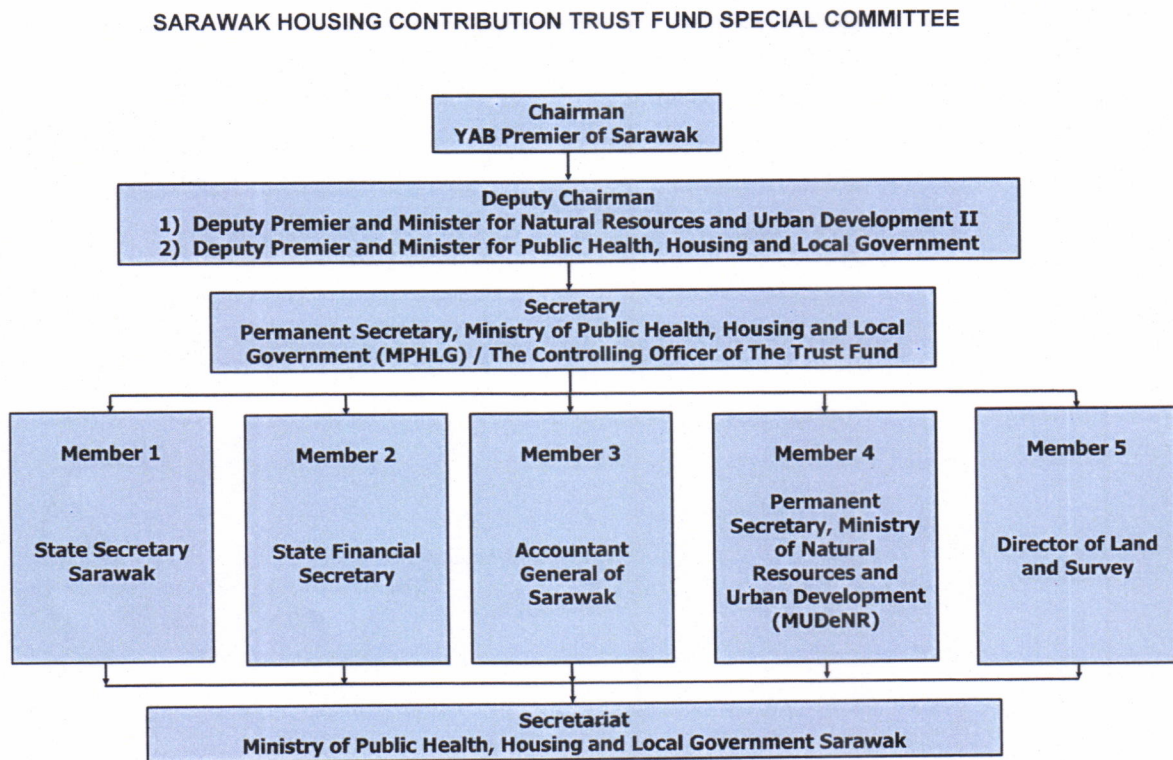 SARAWAK HOUSING CONTRIBUTION TRUST FUND SPECIAL COMMITTEE
Chairman
YAB Premier of Sarawak
Deputy Chairman
1) Deputy Premier and Minister for Natural Resources and Urban Development II
2) Deputy Premier and Minister for Public Health, Housing and Local Government
Secretary
Permanent Secretary, Ministry of Public Health, Housing and Local
Government (MPHLG) / The Controlling Officer of The Trust Fund
Member 1
State Secretary
Sarawak
Member 2
State Financial
Secretary
Member 3
Accountant
General of
Sarawak
Member 4
Permanent
Secretary, Ministry
of Natural
Resources and
Urban Development
(MUDeNR)
Member 5
Director of Land
and Survey
Secretariat
Ministry of Public Health, Housing and Local Government Sarawak